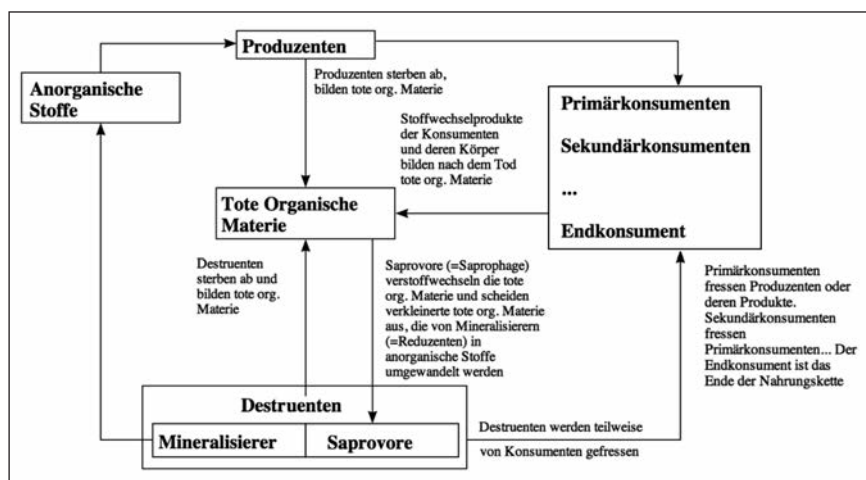 Produzenten
Anorganische
Stoffe
Produzenten sterben ab,
bilden tote org. Materie
Primärkonsumenten
Sekundärkonsumenten
...
Endkonsument
Stoffwechselprodukte
der Konsumenten
und deren Körper
bilden nach dem Tod
tote org. Materie
Tote Organische
Materie
Destruenten
sterben ab und
bilden tote org.
Materie
Saprovore (=Saprophage)
verstoffwechseln die tote
org. Materie und scheiden
verkleinerte tote org. Materie
aus, die von Mineralisierern
(=Reduzenten) in
anorganische Stoffe
umgewandelt werden
Primärkonsumenten
fressen Produzenten oder
deren Produkte.
Sekundärkonsumenten
fressen
Primärkonsumenten... Der
Endkonsument ist das
Ende der Nahrungskette
Destruenten
Mineralisierer
Saprovore
Destruenten werden teilweise
von Konsumenten gefressen